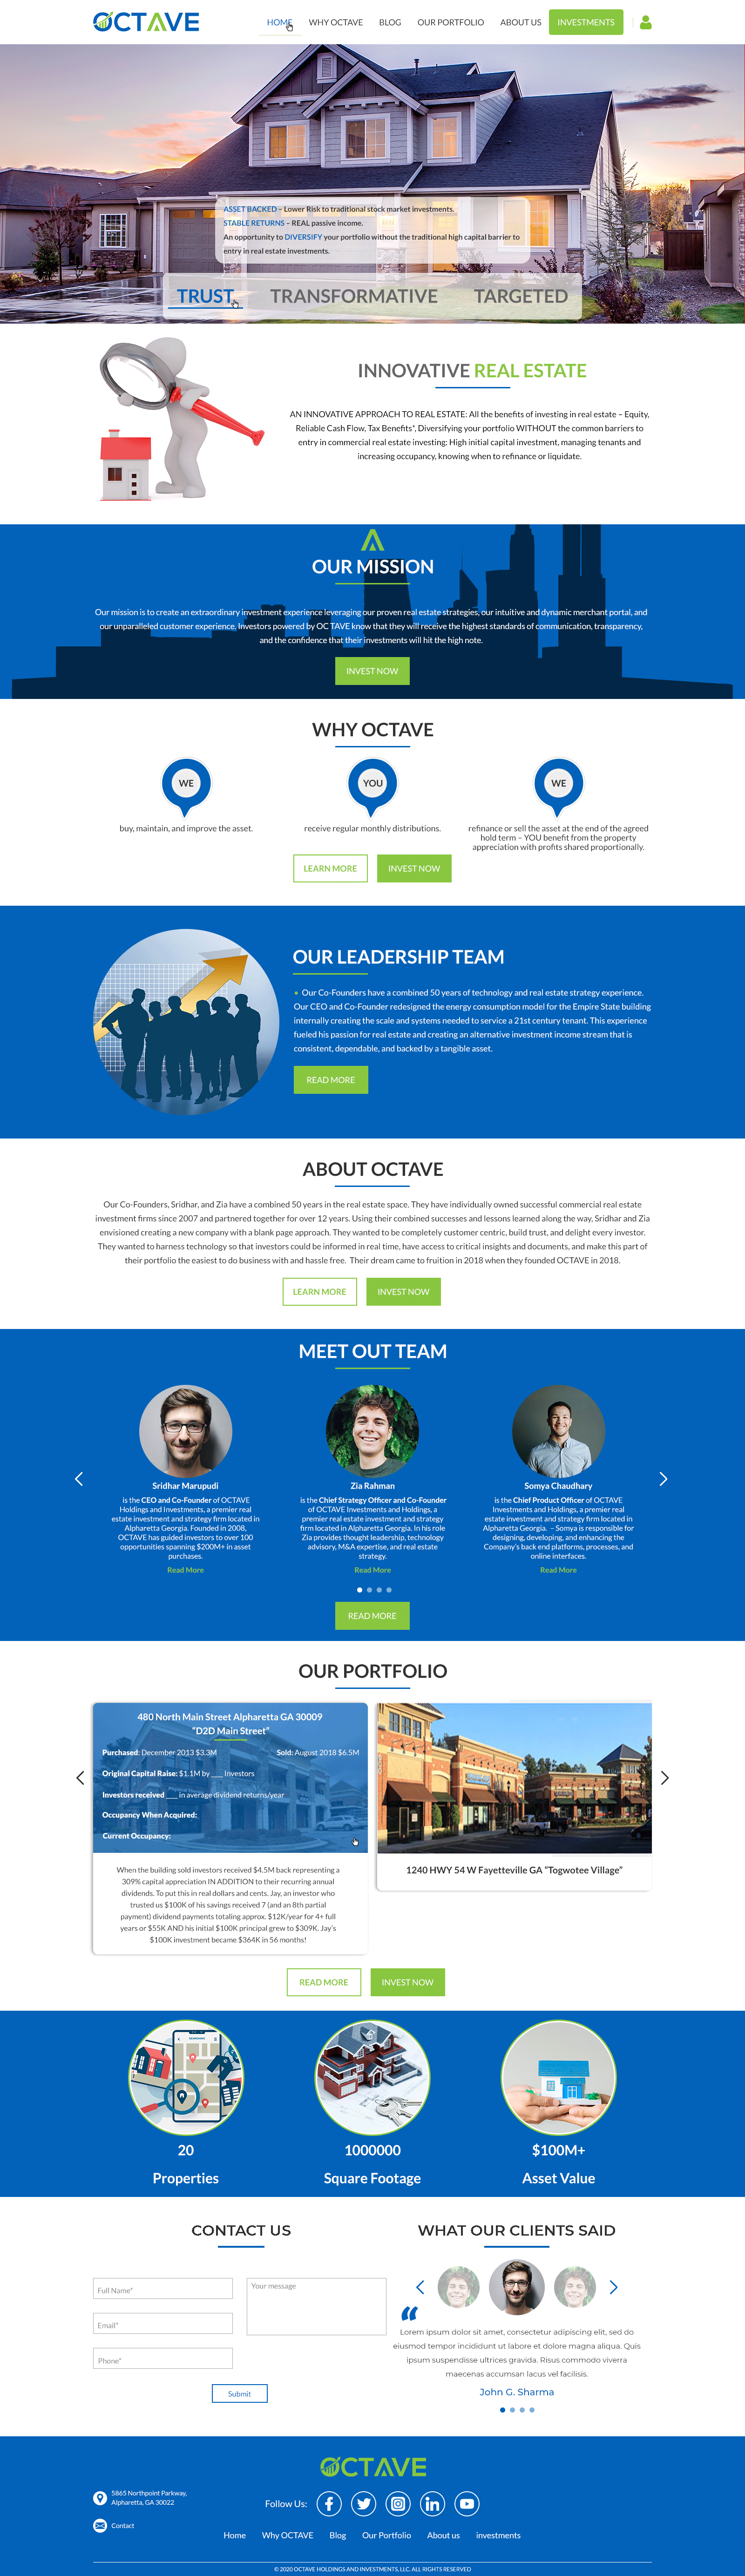 OCTAVE
HOME WHY OCTAVE BLOG OUR PORTFOLIO ABOUT US INVESTMENTS
ASSET BACKED – Lower Risk to traditional stock market investments.
STABLE RETURNS – REAL passive income.
An opportunity to DIVERSIFY your portfolio without the traditional high capital barrier to
entry in real estate investments.
TRUST TRANSFORMATIVE TARGETED
INNOVATIVE REAL ESTATE
AN INNOVATIVE APPROACH TO REAL ESTATE: All the benefits of investing in real estate – Equity,
Reliable Cash Flow, Tax Benefits*, Diversifying your portfolio WITHOUT the common barriers to
entry in commercial real estate investing: High initial capital investment, managing tenants and
increasing occupancy, knowing when to refinance or liquidate.
OUR MISSION
Our mission is to create an extraordinary investment experience leveraging our proven real estate strategies, our intuitive and dynamic merchant portal, and
our unparalleled customer experience. Investors powered by OCTAVE know that they will receive the highest standards of communication, transparency,
and the confidence that their investments will hit the high note.
INVEST NOW
WHY OCTAVE
WE
buy, maintain, and improve the asset.
YOU
receive regular monthly distributions.
WE
refinance or sell the asset at the end of the agreed
hold term – YOU benefit from the property
appreciation with profits shared proportionally.
LEARN MORE INVEST NOW
OUR LEADERSHIP TEAM
• Our Co-Founders have a combined 50 years of technology and real estate strategy experience.
Our CEO and Co-Founder redesigned the energy consumption model for the Empire State building
internally creating the scale and systems needed to service a 21st century tenant. This experience
fueled his passion for real estate and creating an alternative investment income stream that is
consistent, dependable, and backed by a tangible asset.
READ MORE
ABOUT OCTAVE
Our Co-Founders, Sridhar, and Zia have a combined 50 years in the real estate space. They have individually owned successful commercial real estate
investment firms since 2007 and partnered together for over 12 years. Using their combined successes and lessons learned along the way, Sridhar and Zia
envisioned creating a new company with a blank page approach. They wanted to be completely customer centric, build trust, and delight every investor.
They wanted to harness technology so that investors could be informed in real time, have access to critical insights and documents, and make this part of
their portfolio the easiest to do business with and hassle free. Their dream came to fruition in 2018 when they founded OCTAVE in 2018.
LEARN MORE INVEST NOW
MEET OUT TEAM
Sridhar Marupudi
is the CEO and Co-Founder of OCTAVE
Holdings and Investments, a premier real
estate investment and strategy firm located in
Alpharetta Georgia. Founded in 2008,
OCTAVE has guided investors to over 100
opportunities spanning $200M+ in asset
purchases.
Read More
Zia Rahman
is the Chief Strategy Officer and Co-Founder
of OCTAVE Investments and Holdings, a
premier real estate investment and strategy
firm located in Alpharetta Georgia. In his role
Zia provides thought leadership, technology
advisory, M&A expertise, and real estate
strategy.
Read More
Somya Chaudhary
is the Chief Product Officer of OCTAVE
Investments and Holdings, a premier real
estate investment and strategy firm located in
Alpharetta Georgia. – Somya is responsible for
designing, developing, and enhancing the
Company's back end platforms, processes, and
online interfaces.
Read More
READ MORE
OUR PORTFOLIO
480 North Main Street Alpharetta GA 30009
"D2D Main Street"
Purchased: December 2013 $3.3M Sold: August 2018 $6.5M
Original Capital Raise: $1.1M by ___ Investors
Investors received ___ in average dividend returns/year
Occupancy When Acquired:
Current Occupancy:
When the building sold investors received $4.5M back representing a
309% capital appreciation IN ADDITION to their recurring annual
dividends. To put this in real dollars and cents. Jay, an investor who
trusted us $100K of his savings received 7 (and an 8th partial
payment) dividend payments totaling approx. $12K/year for 4+ full
years or $55K AND his initial $100K principal grew to $309K. Jay's
$100K investment became $364K in 56 months!
1240 HWY 54 W Fayetteville GA "Togwotee Village"
READ MORE INVEST NOW
20
Properties
1000000
Square Footage
$100M+
Asset Value
CONTACT US
Full Name*
Email*
Phone*
Your message
Submit
WHAT OUR CLIENTS SAID
“
Lorem ipsum dolor sit amet, consectetur adipiscing elit, sed do
eiusmod tempor incididunt ut labore et dolore magna aliqua. Quis
ipsum suspendisse ultrices gravida. Risus commodo viverra
maecenas accumsan lacus vel facilisis.
John G. Sharma
OCTAVE
5865 Northpoint Parkway,
Alpharetta, GA 30022
Contact
Follow Us:
Home Why OCTAVE Blog Our Portfolio About us investments
© 2020 OCTAVE HOLDINGS AND INVESTMENTS, LLC. ALL RIGHTS RESERVED